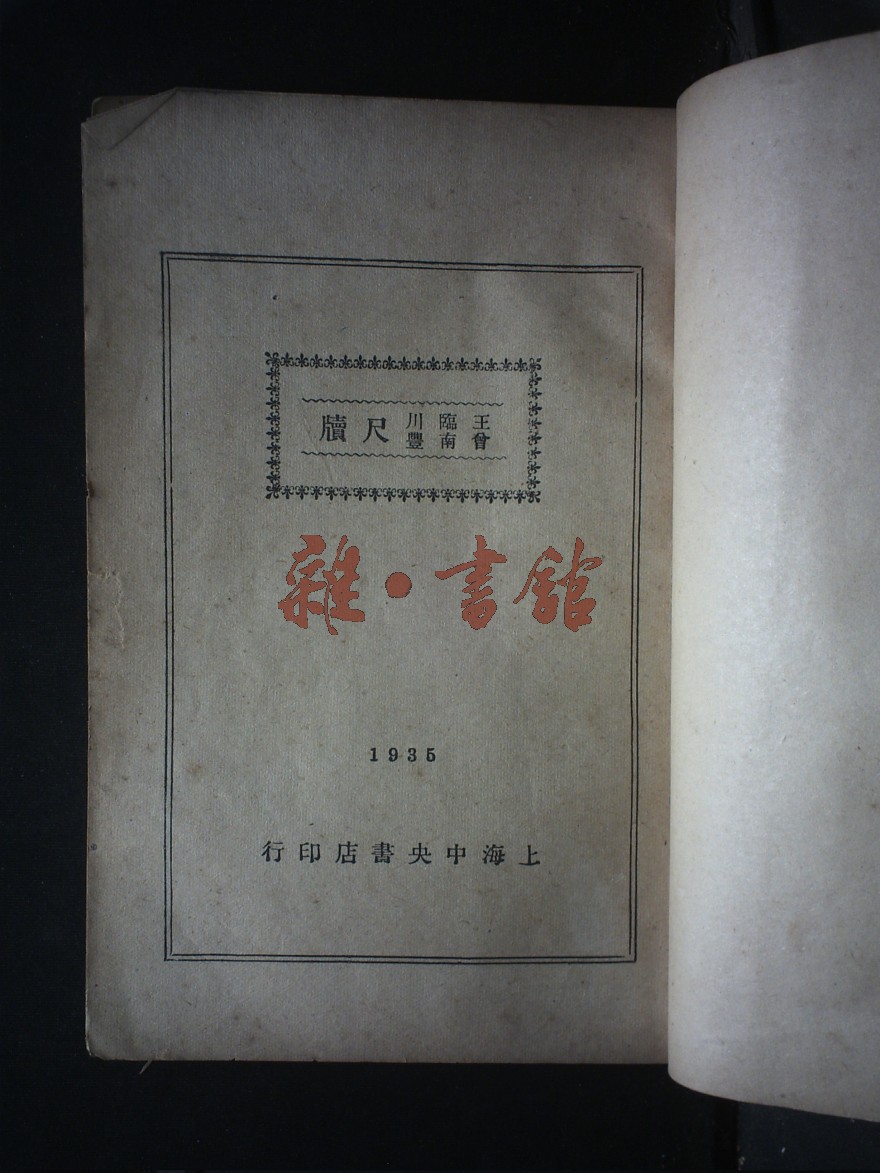 王臨川
曾南豐
尺牘
雜•書館
1935
上海中央書店印行